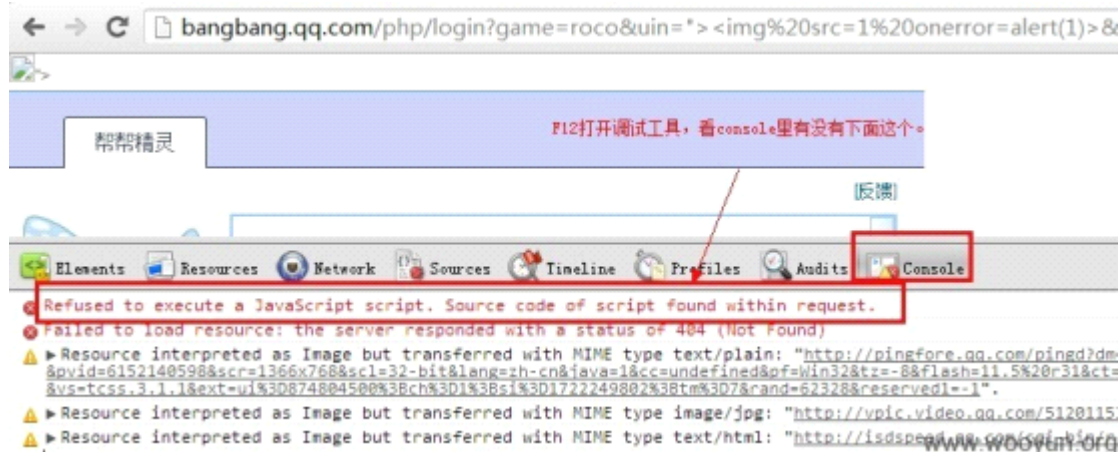 bangbang.qq.com/php/login?game=roco&uin="><img%20src=1%20onerror=alert(1)>&
帮帮精灵
F12打开调试工具，看console里有没有下面这个。
[反馈]
Elements Resources Network Sources Timeline Profiles Audits Console
Refused to execute a JavaScript script. Source code of script found within request.
Failed to load resource: the server responded with a status of 404 (Not Found)
Resource interpreted as Image but transferred with MIME type text/plain: "http://pingfore.qq.com/pingd?dm
&pvid=6152140598&scr=1366x768&scl=32-bit&lang=zh-cn&java=1&cc=undefined&pf=Win32&tz=-8&flash=11.5%20r31&ct=
&vs=tcss.3.1.1&ext=ui%3D874804500%3Bch%3D1%3Bsi%3D1722249802%3Btm%3D7&rand=62328&reserved1=-1".
Resource interpreted as Image but transferred with MIME type image/jpg: "http://vpic.video.qq.com/5120115
Resource interpreted as Image but transferred with MIME type text/html: "http://isdspeed.qq.com/cgi-bin/
www.wooyun.org